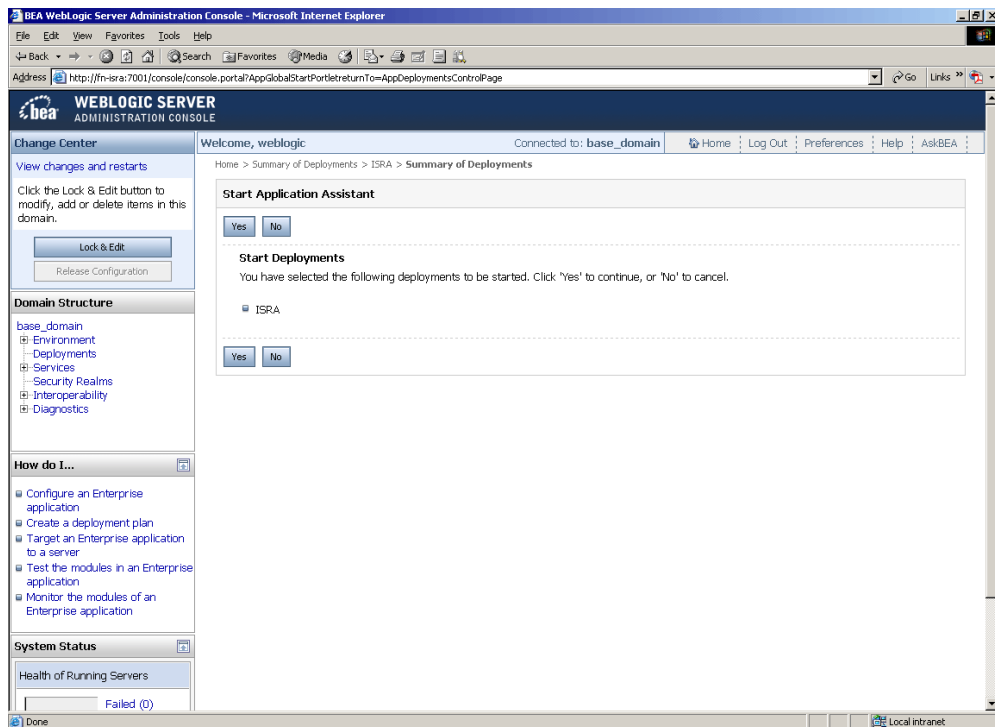 BEA WebLogic Server Administration Console - Microsoft Internet Explorer
File Edit View Favorites Tools Help
Back Search Favorites Media
Address http://fn-isra:7001/console/console.portal?AppGlobalStartPortletreturnTo=AppDeploymentsControlPage Go Links »
bea WEBLOGIC SERVER
ADMINISTRATION CONSOLE
Change Center
Welcome, weblogic Connected to: base_domain Home Log Out Preferences Help AskBEA
View changes and restarts
Click the Lock & Edit button to
modify, add or delete items in this
domain.
Lock & Edit
Release Configuration
Domain Structure
base_domain
Environment
Deployments
Services
Security Realms
Interoperability
Diagnostics
How do I...
Configure an Enterprise
application
Create a deployment plan
Target an Enterprise application
to a server
Test the modules in an Enterprise
application
Monitor the modules of an
Enterprise application
System Status
Health of Running Servers
Failed (0)
Home > Summary of Deployments > ISRA > Summary of Deployments
Start Application Assistant
Yes No
Start Deployments
You have selected the following deployments to be started. Click 'Yes' to continue, or 'No' to cancel.
ISRA
Yes No
Done Local intranet